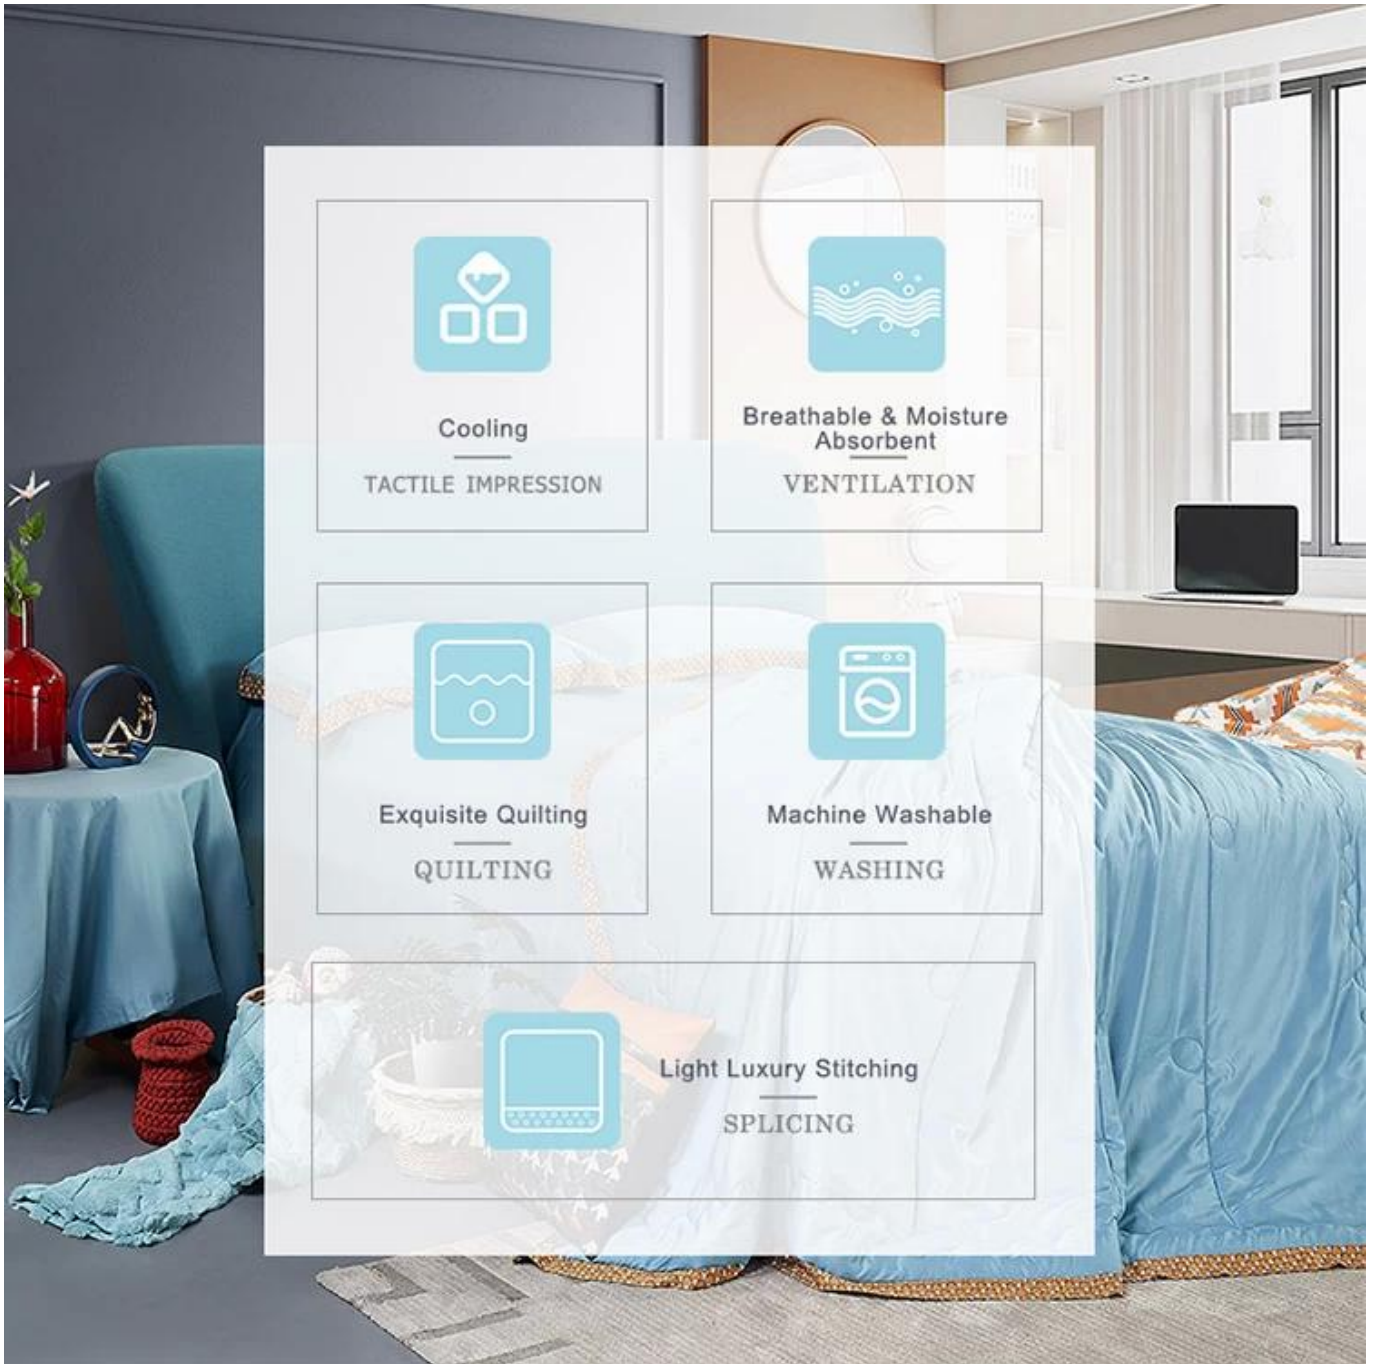 Cooling
TACTILE IMPRESSION
Breathable & Moisture
Absorbent
VENTILATION
Exquisite Quilting
QUILTING
Machine Washable
WASHING
Light Luxury Stitching
SPLICING